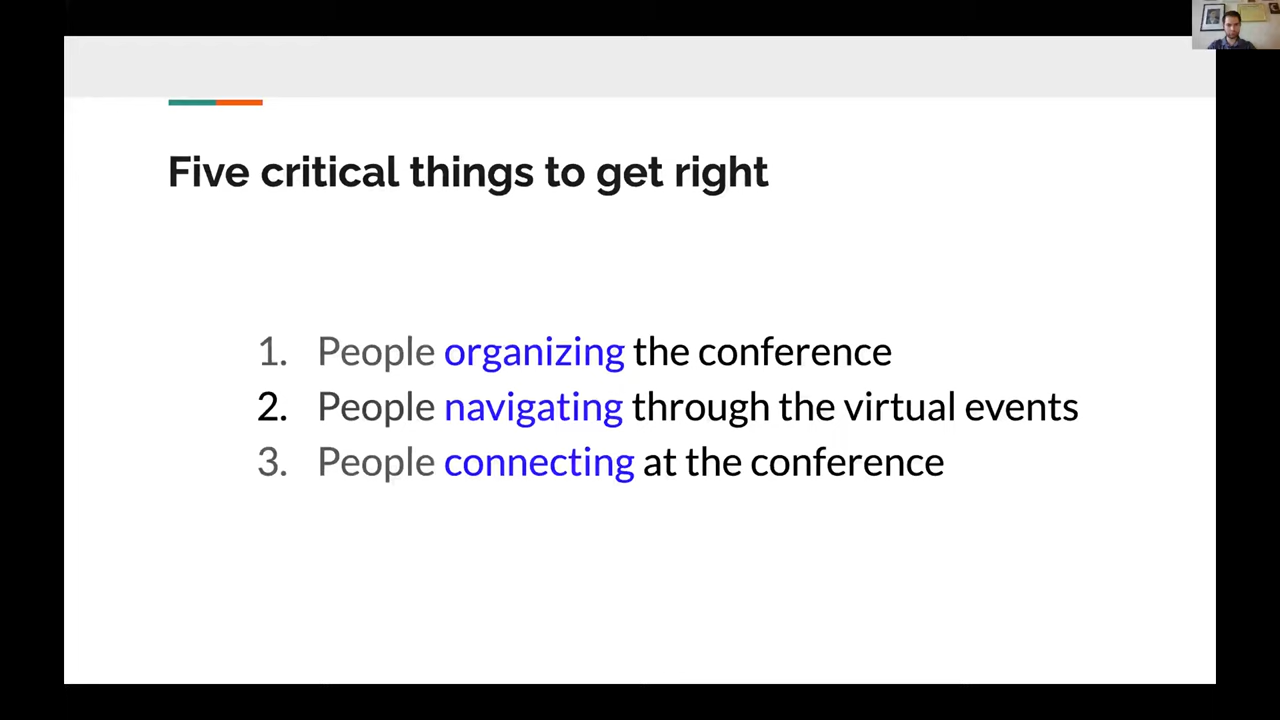 Five critical things to get right
1. People organizing the conference
2. People navigating through the virtual events
3. People connecting at the conference